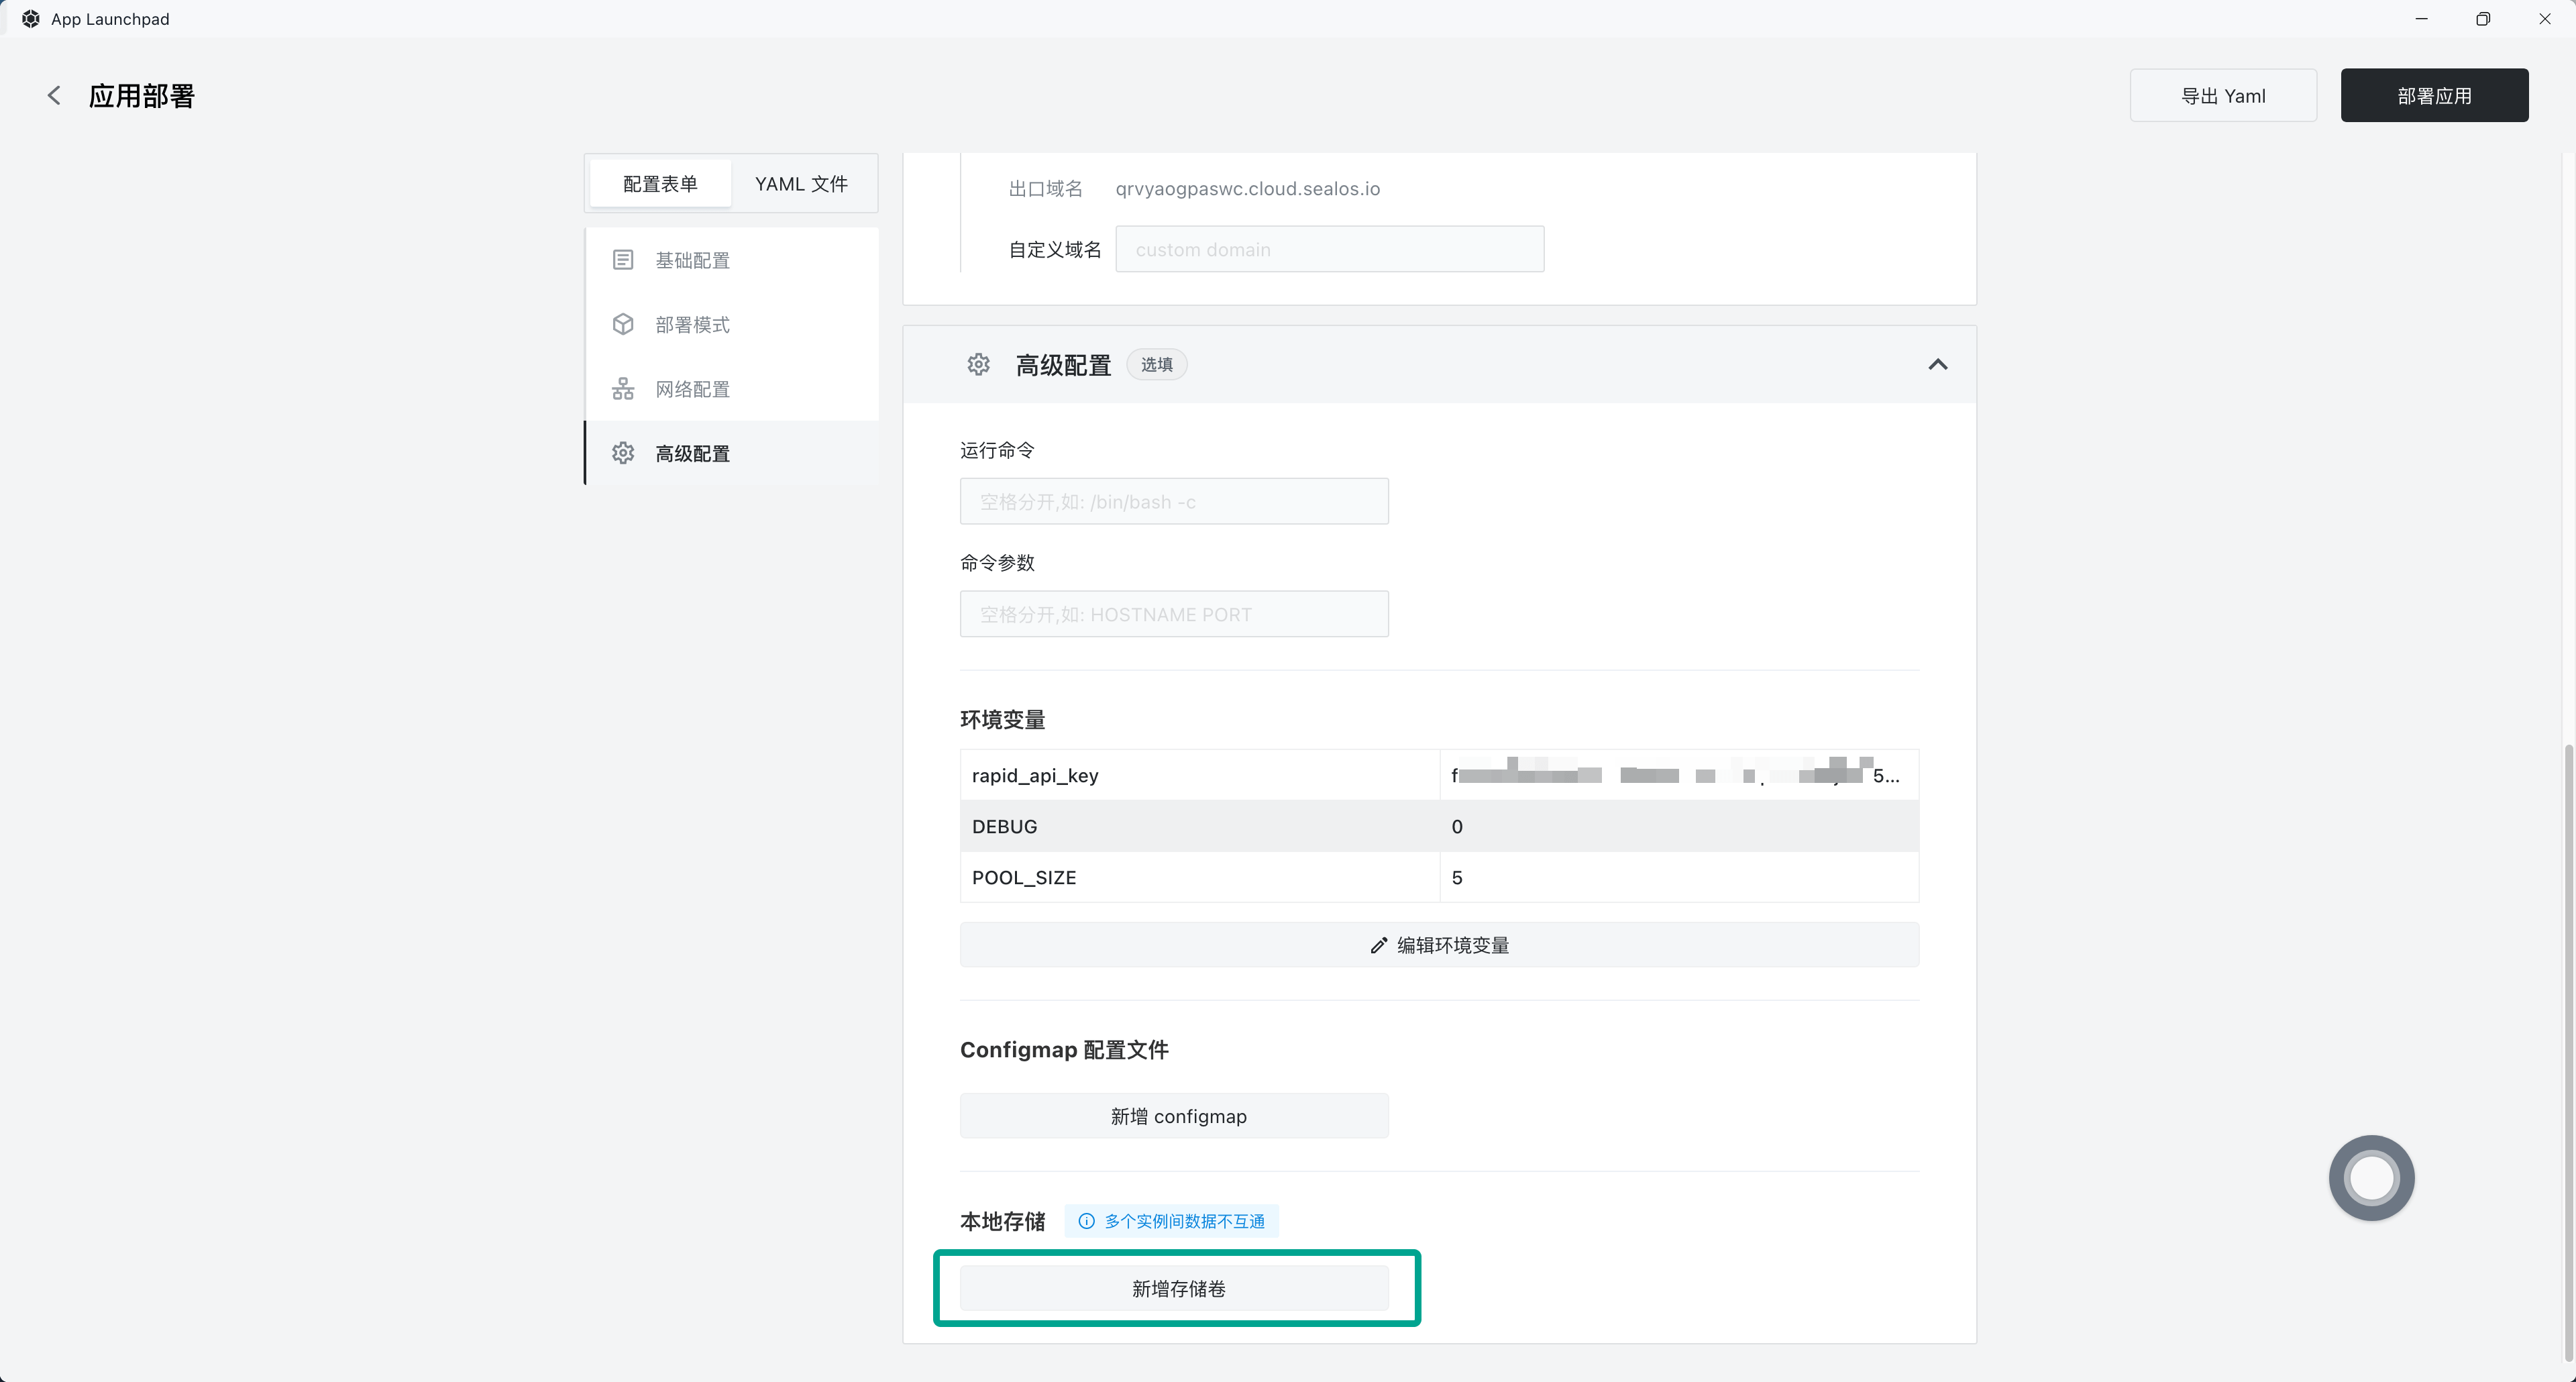 App Launchpad
应用部署
导出 Yaml
部署应用
配置表单
YAML 文件
基础配置
部署模式
网络配置
高级配置
出口域名 qrvyaogpaswc.cloud.sealos.io
自定义域名 custom domain
高级配置 选填
运行命令
空格分开,如: /bin/bash -c
命令参数
空格分开,如: HOSTNAME PORT
环境变量
rapid_api_key f 5...
DEBUG 0
POOL_SIZE 5
编辑环境变量
Configmap 配置文件
新增 configmap
本地存储 多个实例间数据不互通
新增存储卷